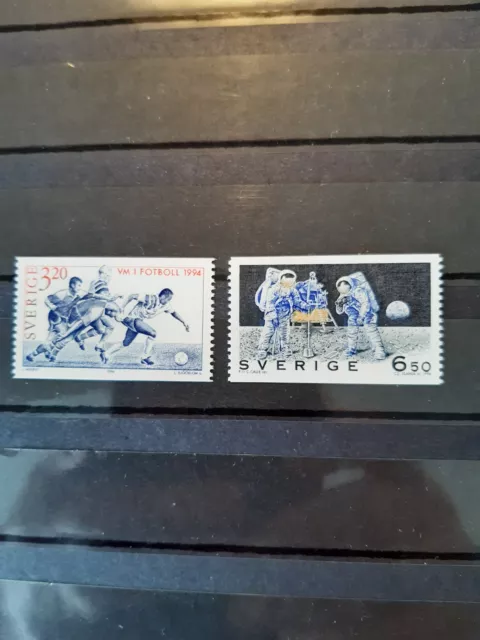 SVERIGE
3.20
VM I FOTBOLL 1994
SVERIGE
6.50